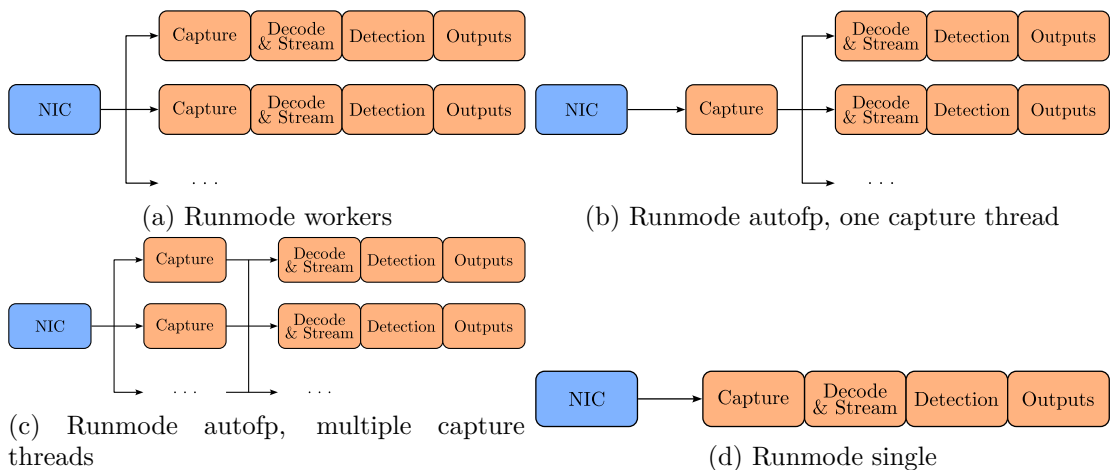 Capture Decode & Stream Detection Outputs
NIC Capture Decode & Stream Detection Outputs
. . .
(a) Runmode workers
Decode & Stream Detection Outputs
NIC Capture Decode & Stream Detection Outputs
. . .
(b) Runmode autofp, one capture thread
Capture Decode & Stream Detection Outputs
NIC Capture Decode & Stream Detection Outputs
. . . . . .
(c) Runmode autofp, multiple capture
threads
NIC Capture Decode & Stream Detection Outputs
(d) Runmode single